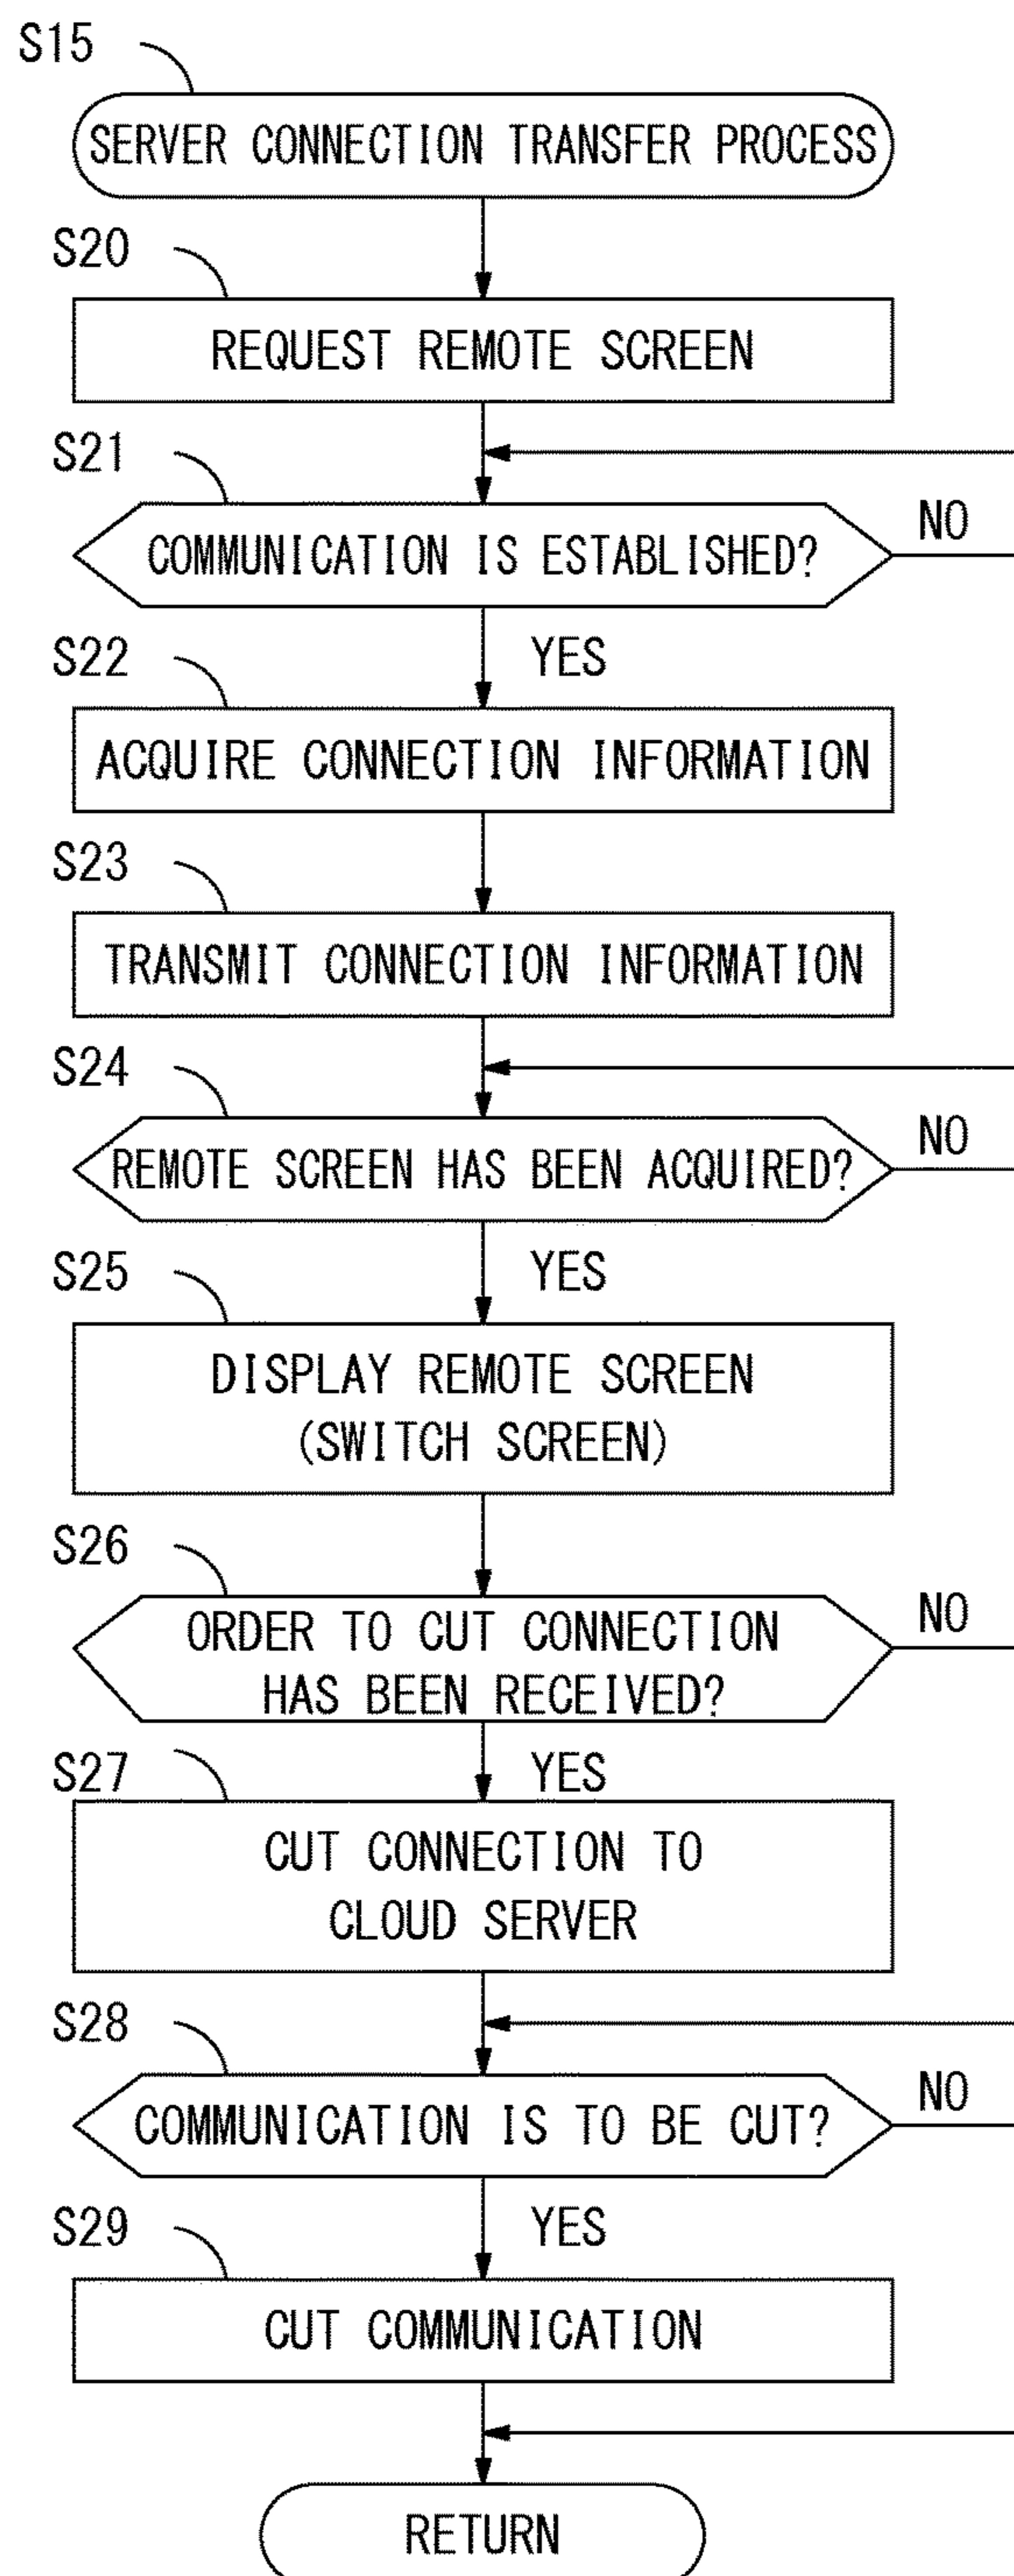 S15
SERVER CONNECTION TRANSFER PROCESS
S20
REQUEST REMOTE SCREEN
S21
COMMUNICATION IS ESTABLISHED?
NO
YES
S22
ACQUIRE CONNECTION INFORMATION
S23
TRANSMIT CONNECTION INFORMATION
S24
REMOTE SCREEN HAS BEEN ACQUIRED?
NO
YES
S25
DISPLAY REMOTE SCREEN
(SWITCH SCREEN)
S26
ORDER TO CUT CONNECTION
HAS BEEN RECEIVED?
NO
YES
S27
CUT CONNECTION TO
CLOUD SERVER
S28
COMMUNICATION IS TO BE CUT?
NO
YES
S29
CUT COMMUNICATION
RETURN